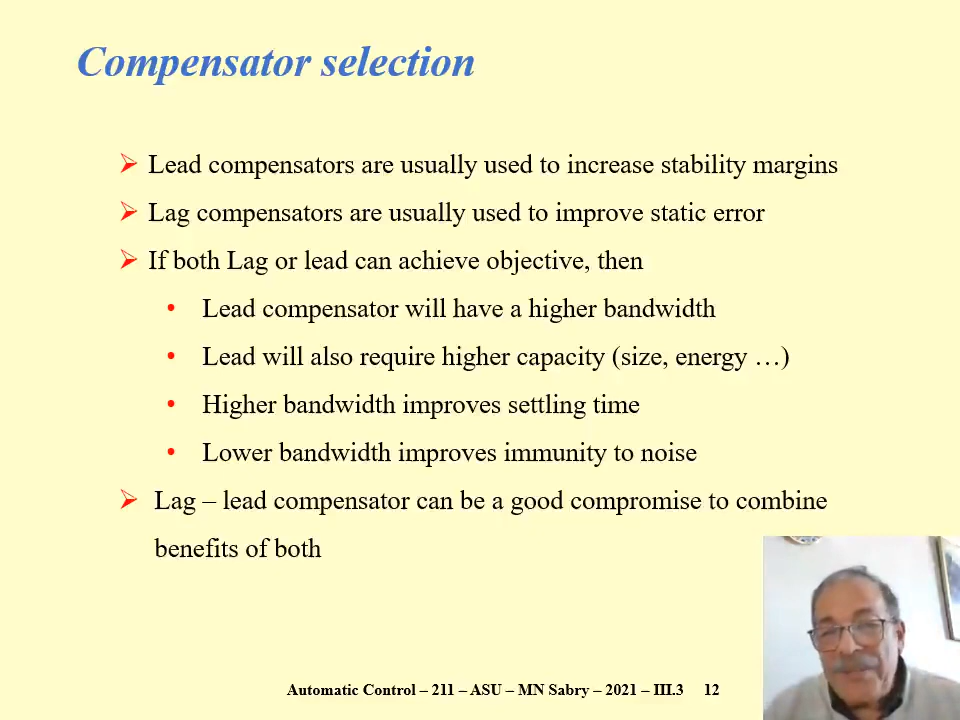 Compensator selection
Lead compensators are usually used to increase stability margins
Lag compensators are usually used to improve static error
If both Lag or lead can achieve objective, then
Lead compensator will have a higher bandwidth
Lead will also require higher capacity (size, energy …)
Higher bandwidth improves settling time
Lower bandwidth improves immunity to noise
Lag – lead compensator can be a good compromise to combine
benefits of both
Automatic Control – 211 – ASU – MN Sabry – 2021 – III.3 12